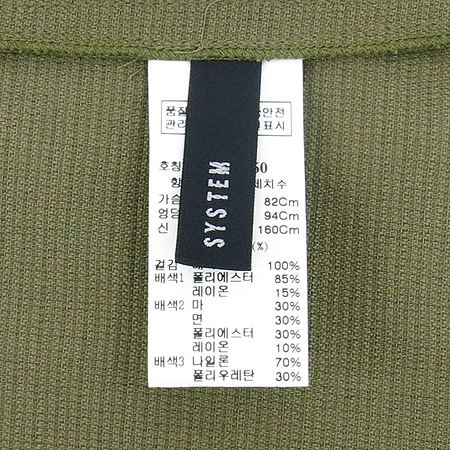 품질
안전
관리
표시
SYSTEM
호칭
60
체치수
가슴
82Cm
엉덩
94Cm
신
160Cm
(%)
겉감
100%
배색1 폴리에스터 85%
레이온 15%
배색2 마 30%
면 30%
폴리에스터 30%
레이온 10%
배색3 나일론 70%
폴리우레탄 30%